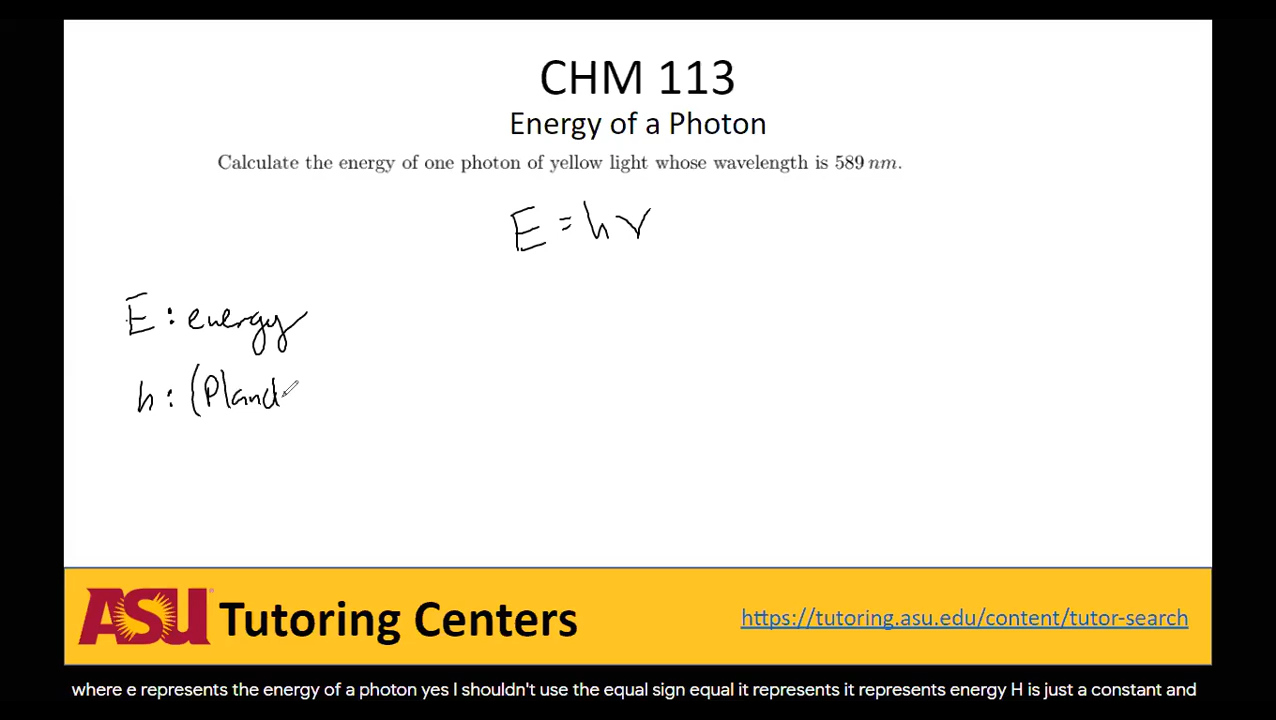 CHM 113
Energy of a Photon
Calculate the energy of one photon of yellow light whose wavelength is 589 nm.
E = hν
E : energy
h : (Planc
ASU Tutoring Centers
https://tutoring.asu.edu/content/tutor-search
where e represents the energy of a photon yes I shouldn't use the equal sign equal it represents it represents energy H is just a constant and